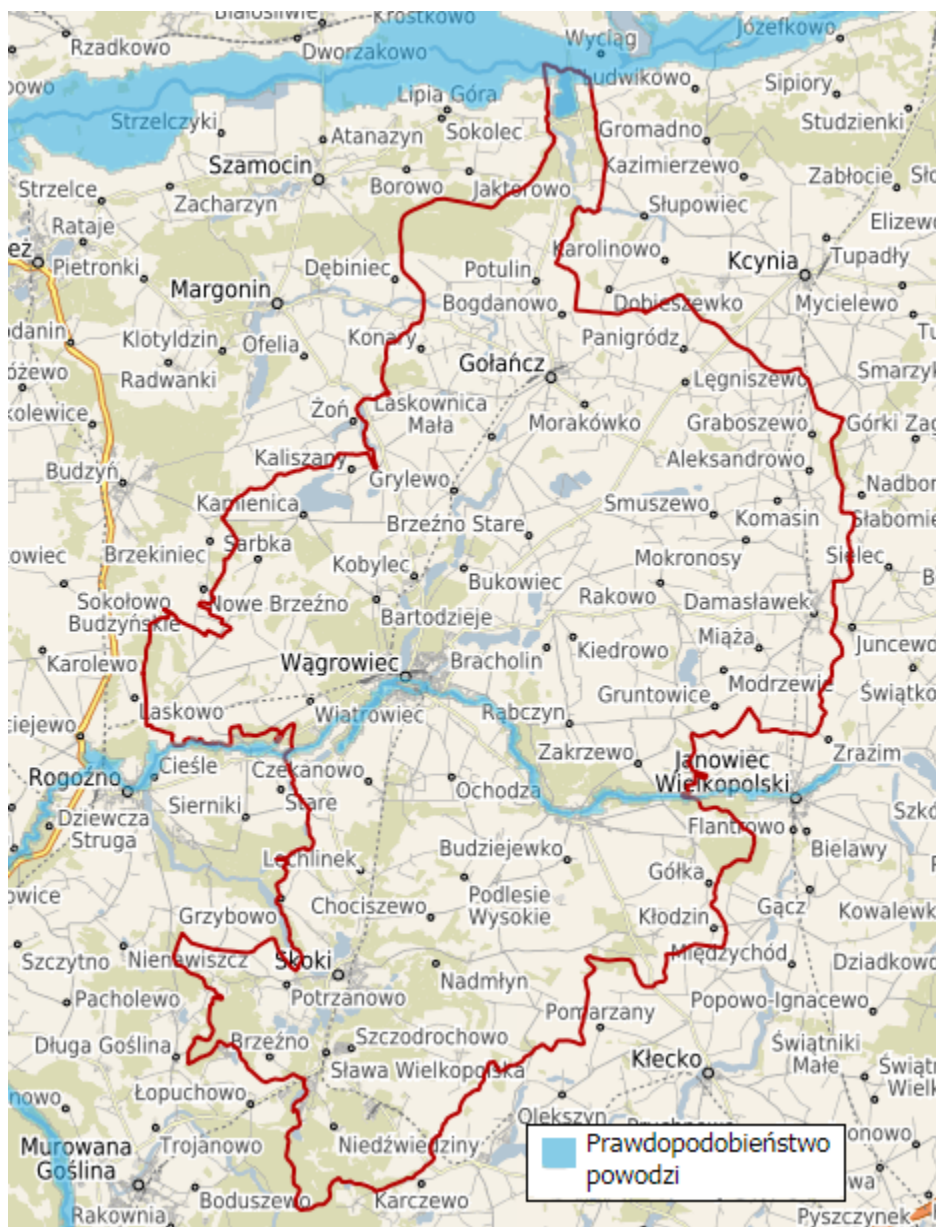 Białośliwie
Krostkowo
Józefkowo
Rzadkowo
Dworzakowo
Wyciąg
Ludwikowo
Sipiory
Lipia Góra
Strzelczyki
Atanazyn
Sokolec
Gromadno
Studzienki
Szamocin
Kazimierzewo
Borowo
Jaktorowo
Zabłocie
Strzelce
Zacharzyn
Słupowiec
Rataje
Elizewo
Pietronki
Karolinowo
Tupadły
Dębiniec
Potulin
Kcynia
Margonin
Bogdanowo
Dobieszewko
Mycielewo
Klotyldzin
Ofelia
Konary
Panigródz
Radwanki
Gołańcz
Łęgniszewo
Smarzyk
Żoń
Laskownica
Mała
Morakówko
Graboszewo
Górki Zag
Budzyń
Kaliszany
Grylewo
Aleksandrowo
Nadbor
Kamienica
Smuszewo
Komasin
Słabomie
Brzeźno Stare
Brzekiniec
Sarbka
Mokronosy
Sielec
Kobylec
Bukowiec
Sokołowo
Budzyńskie
Nowe Brzeźno
Rakowo
Damasławek
Bartodzieje
Miąża
Juncewo
Karolewo
Wągrowiec
Bracholin
Kiedrowo
Gruntowice
Modrzewie
Świątko
Laskowo
Wiatrowiec
Rąbczyn
Zakrzewo
Janowiec
Wielkopolski
Zrazim
Rogoźno
Cieśle
Czekanowo
Ochodza
Sierniki
Stare
Dziewcza
Struga
Flantrowo
Lechlinek
Budziejewko
Bielawy
Gółka
Grzybowo
Chociszewo
Podlesie
Wysokie
Kłodzin
Gącz
Kowalewk
Szczytno
Nienawiszcz
Skoki
Nadmłyn
Międzychód
Dziadkowo
Pacholewo
Potrzanowo
Pomarzany
Popowo-Ignacewo
Długa Goślina
Brzeźno
Szczodrochowo
Sława Wielkopolska
Kłecko
Świątniki
Małe
Łopuchowo
Olekszyn
Murowana
Goślina
Trojanowo
Niedźwiedziny
Prawdopodobieństwo
powodzi
Boduszewo
Karczewo
Rakownia
Pyszczynek